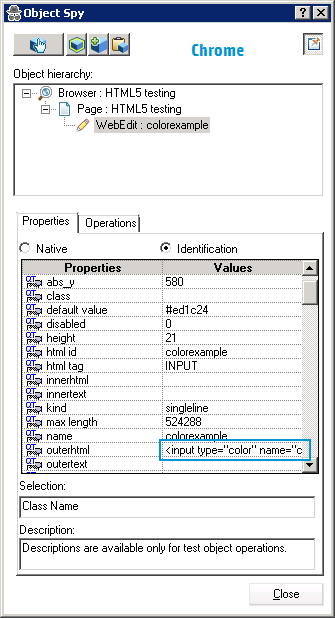 Object Spy
Chrome
Object hierarchy:
Browser : HTML5 testing
Page : HTML5 testing
WebEdit : colorexample
Properties Operations
Native Identification
Properties Values
abs_y 580
class
default value #ed1c24
disabled 0
height 21
html id colorexample
html tag INPUT
innerhtml
innertext
kind singleline
max length 524288
name colorexample
outerhtml <input type="color" name="c
outertext
Selection:
Class Name
Description:
Descriptions are available only for test object operations.
Close